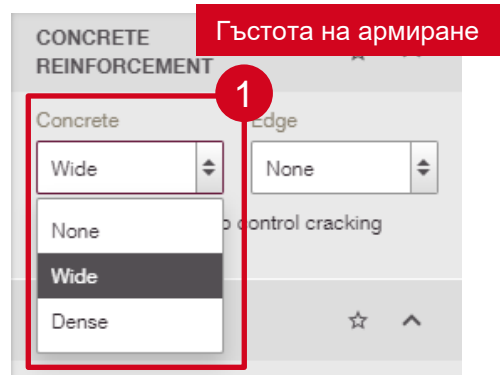 Гъстота на армиране
CONCRETE
REINFORCEMENT
1
Concrete
Edge
Wide
None
None
control cracking
Wide
Dense